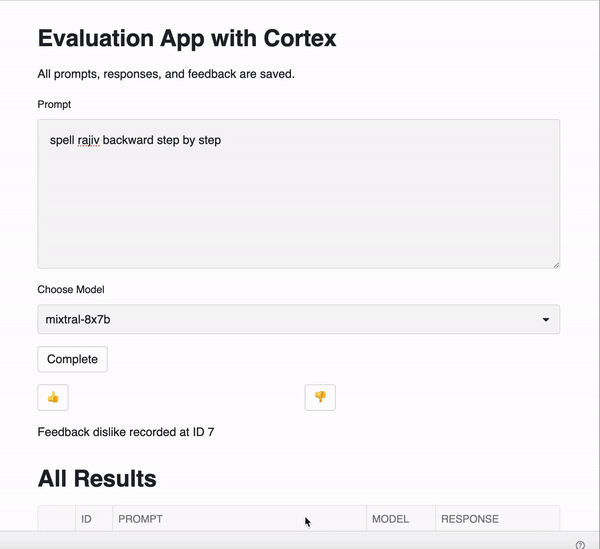 Evaluation App with Cortex
All prompts, responses, and feedback are saved.
Prompt
spell rajiv backward step by step
Choose Model
mixtral-8x7b
Complete
Feedback dislike recorded at ID 7
All Results
ID PROMPT MODEL RESPONSE